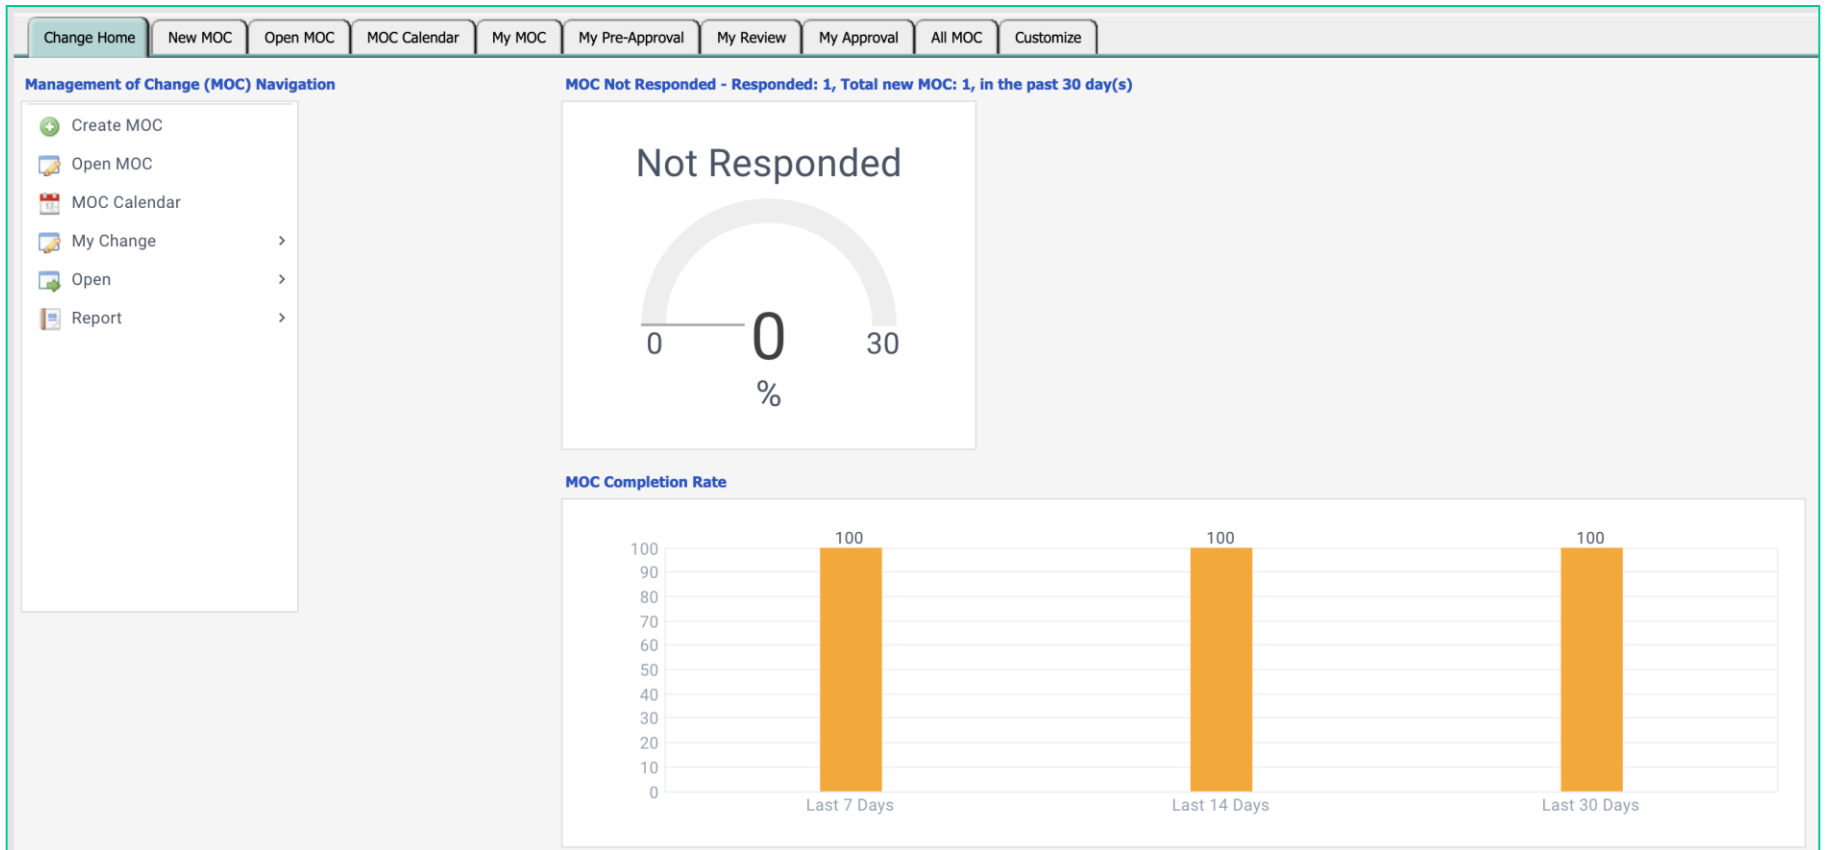 Change Home New MOC Open MOC MOC Calendar My MOC My Pre-Approval My Review My Approval All MOC Customize
Management of Change (MOC) Navigation
Create MOC
Open MOC
MOC Calendar
My Change
Open
Report
MOC Not Responded - Responded: 1, Total new MOC: 1, in the past 30 day(s)
Not Responded
0 0 30
%
MOC Completion Rate
100 100 100
100
90
80
70
60
50
40
30
20
10
0
Last 7 Days Last 14 Days Last 30 Days